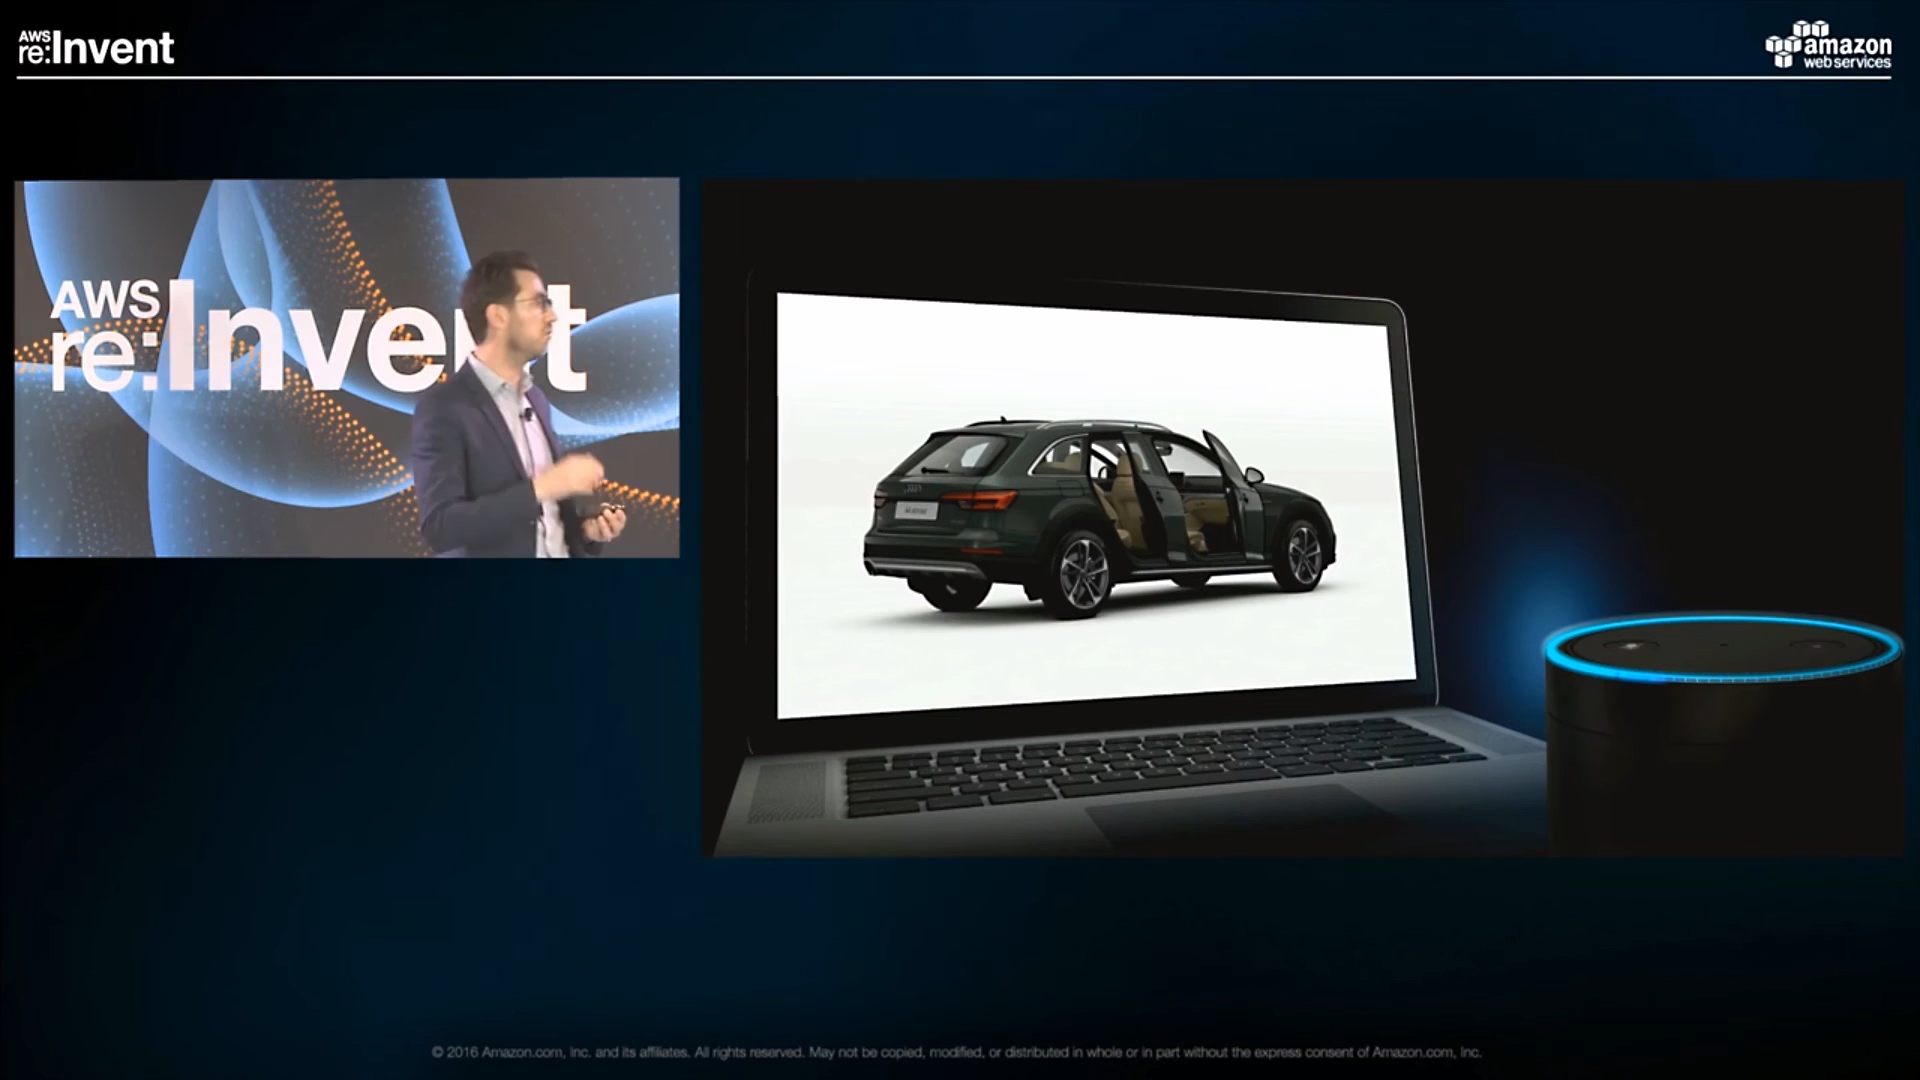 AWS
re:Invent
amazon
web services
AWS
re:Invent
© 2016 Amazon.com, Inc. and its affiliates. All rights reserved. May not be copied, modified, or distributed in whole or in part without the express consent of Amazon.com, Inc.